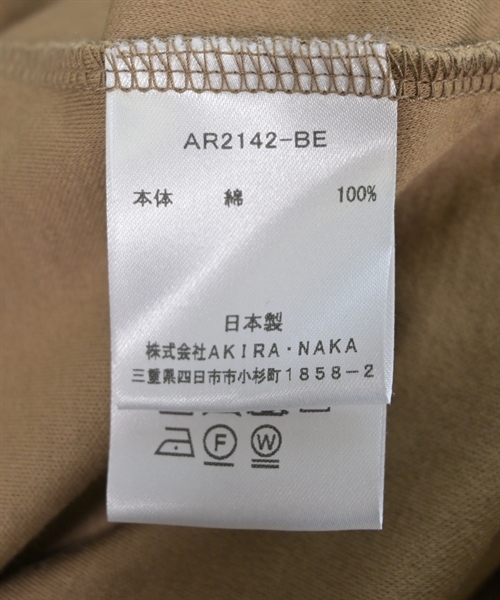 AR2142-BE
本体 綿 100%
日本製
株式会社AKIRA・NAKA
三重県四日市市小杉町1858-2
F W